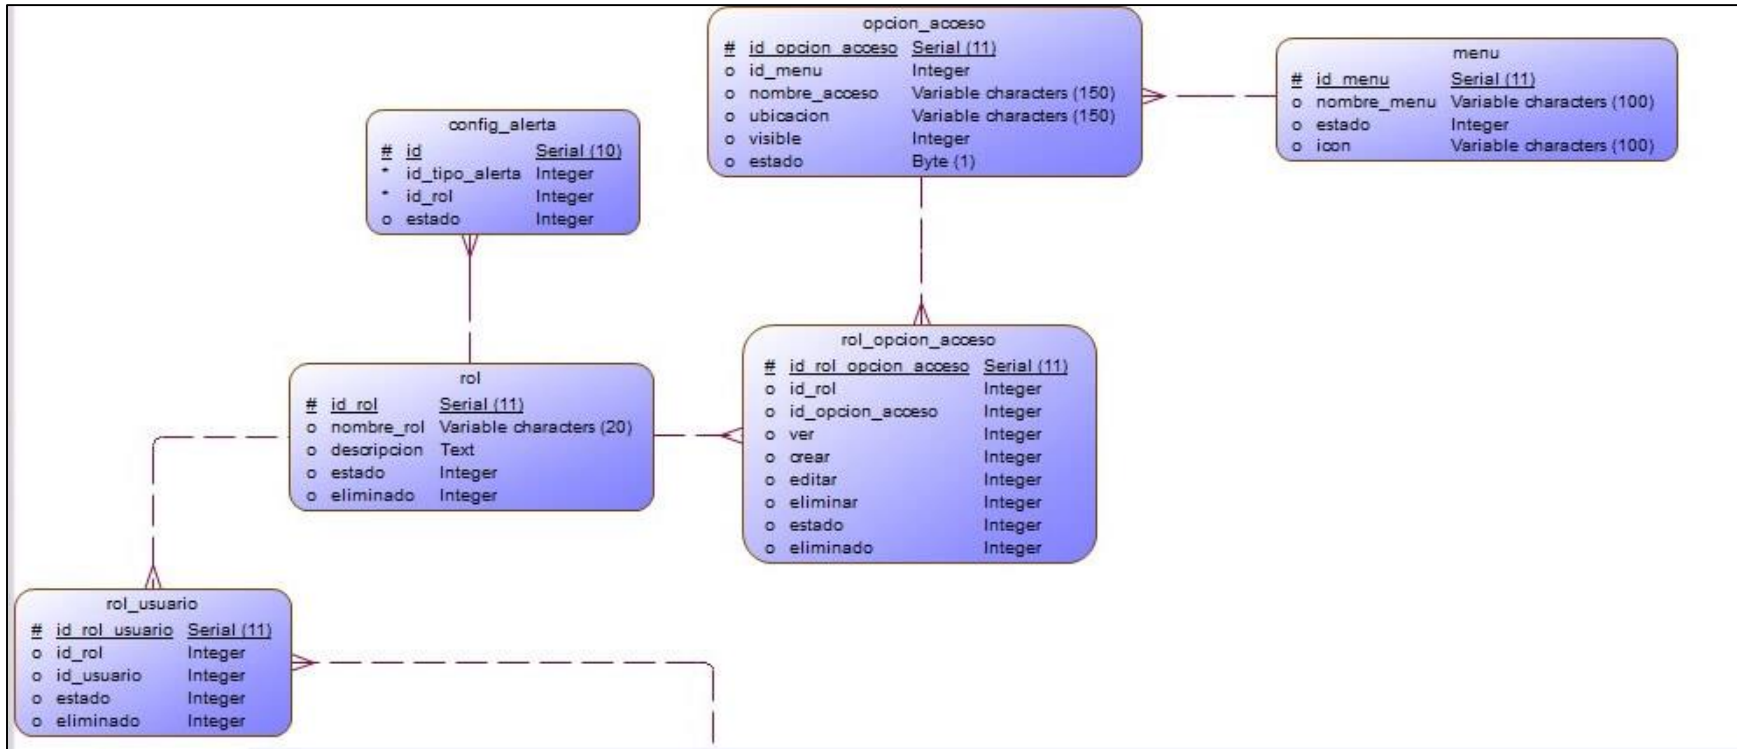 opcion_acceso
# id_opcion_acceso Serial (11)
o id_menu Integer
o nombre_acceso Variable characters (150)
o ubicacion Variable characters (150)
o visible Integer
o estado Byte (1)
menu
# id_menu Serial (11)
o nombre_menu Variable characters (100)
o estado Integer
o icon Variable characters (100)
config_alerta
# id Serial (10)
* id_tipo_alerta Integer
* id_rol Integer
o estado Integer
rol
# id_rol Serial (11)
o nombre_rol Variable characters (20)
o descripcion Text
o estado Integer
o eliminado Integer
rol_opcion_acceso
# id_rol_opcion_acceso Serial (11)
o id_rol Integer
o id_opcion_acceso Integer
o ver Integer
o crear Integer
o editar Integer
o eliminar Integer
o estado Integer
o eliminado Integer
rol_usuario
# id_rol_usuario Serial (11)
o id_rol Integer
o id_usuario Integer
o estado Integer
o eliminado Integer